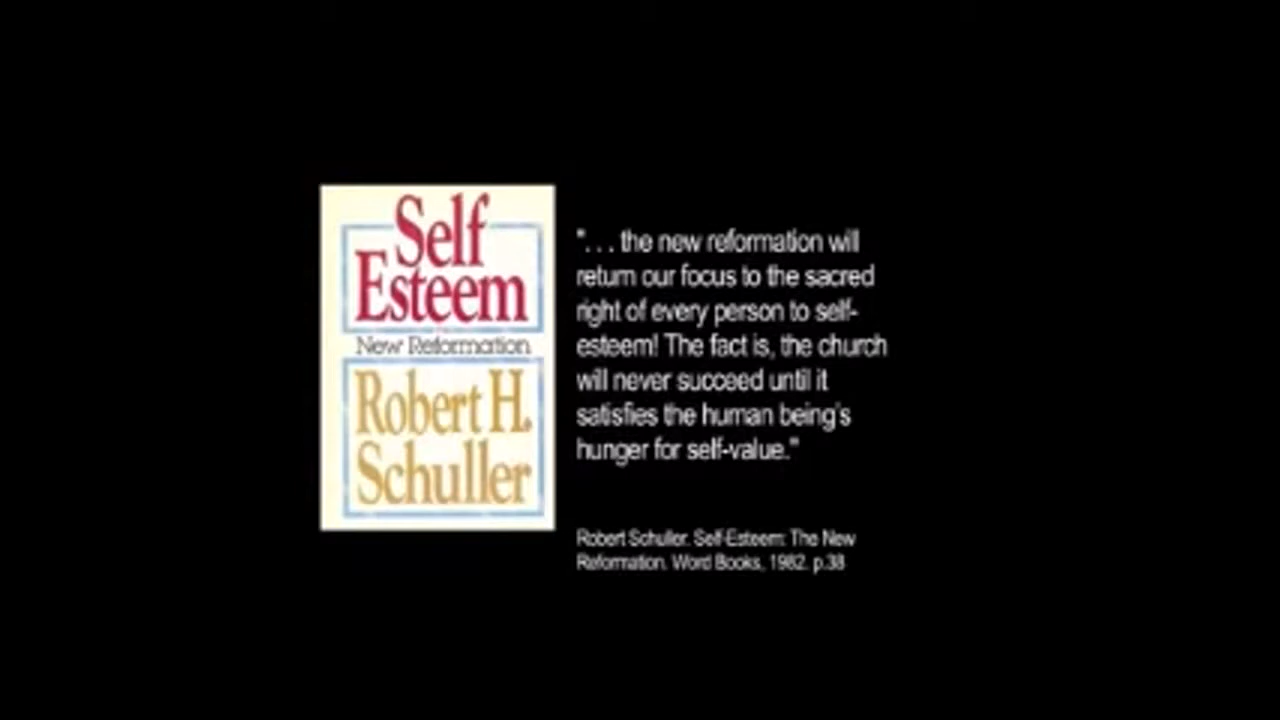 Self
Esteem
New Reformation
Robert H.
Schuller
". . . the new reformation will
return our focus to the sacred
right of every person to self-
esteem! The fact is, the church
will never succeed until it
satisfies the human being's
hunger for self-value."
Robert Schuller. Self-Esteem: The New
Reformation. Word Books, 1982. p.38